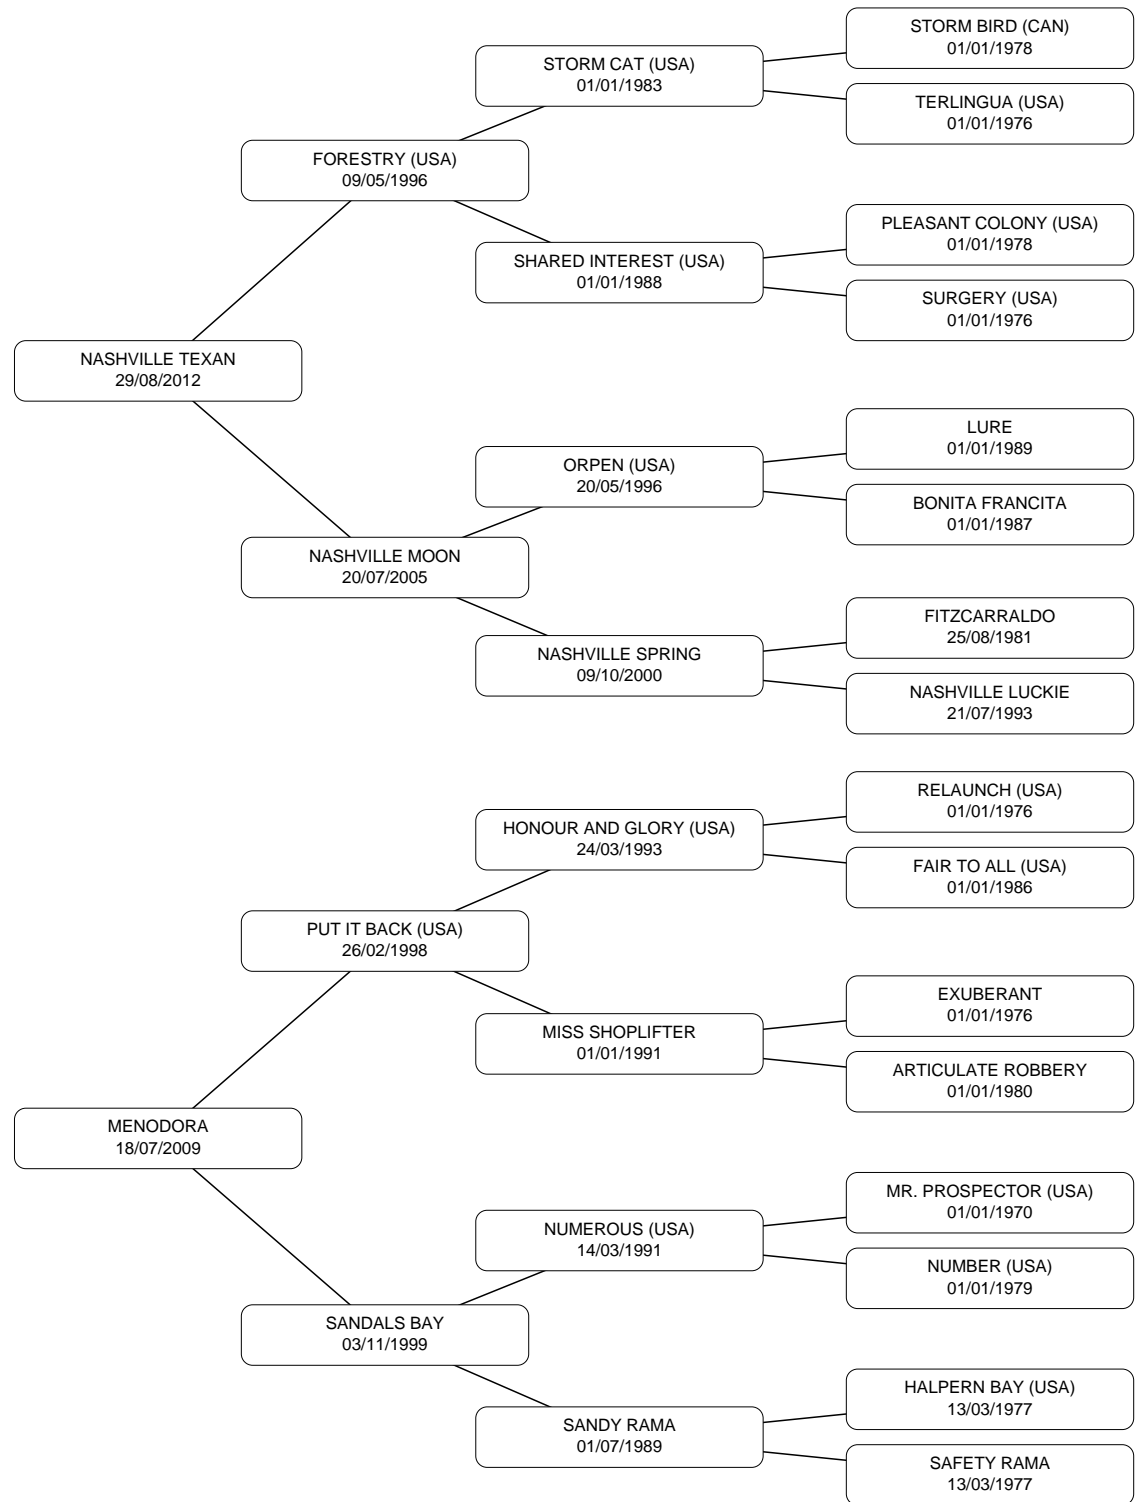 STORM BIRD (CAN)
01/01/1978
STORM CAT (USA)
01/01/1983
TERLINGUA (USA)
01/01/1976
FORESTRY (USA)
09/05/1996
PLEASANT COLONY (USA)
01/01/1978
SHARED INTEREST (USA)
01/01/1988
SURGERY (USA)
01/01/1976
NASHVILLE TEXAN
29/08/2012
LURE
01/01/1989
ORPEN (USA)
20/05/1996
BONITA FRANCITA
01/01/1987
NASHVILLE MOON
20/07/2005
FITZCARRALDO
25/08/1981
NASHVILLE SPRING
09/10/2000
NASHVILLE LUCKIE
21/07/1993
RELAUNCH (USA)
01/01/1976
HONOUR AND GLORY (USA)
24/03/1993
FAIR TO ALL (USA)
01/01/1986
PUT IT BACK (USA)
26/02/1998
EXUBERANT
01/01/1976
MISS SHOPLIFTER
01/01/1991
ARTICULATE ROBBERY
01/01/1980
MENODORA
18/07/2009
MR. PROSPECTOR (USA)
01/01/1970
NUMEROUS (USA)
14/03/1991
NUMBER (USA)
01/01/1979
SANDALS BAY
03/11/1999
HALPERN BAY (USA)
13/03/1977
SANDY RAMA
01/07/1989
SAFETY RAMA
13/03/1977